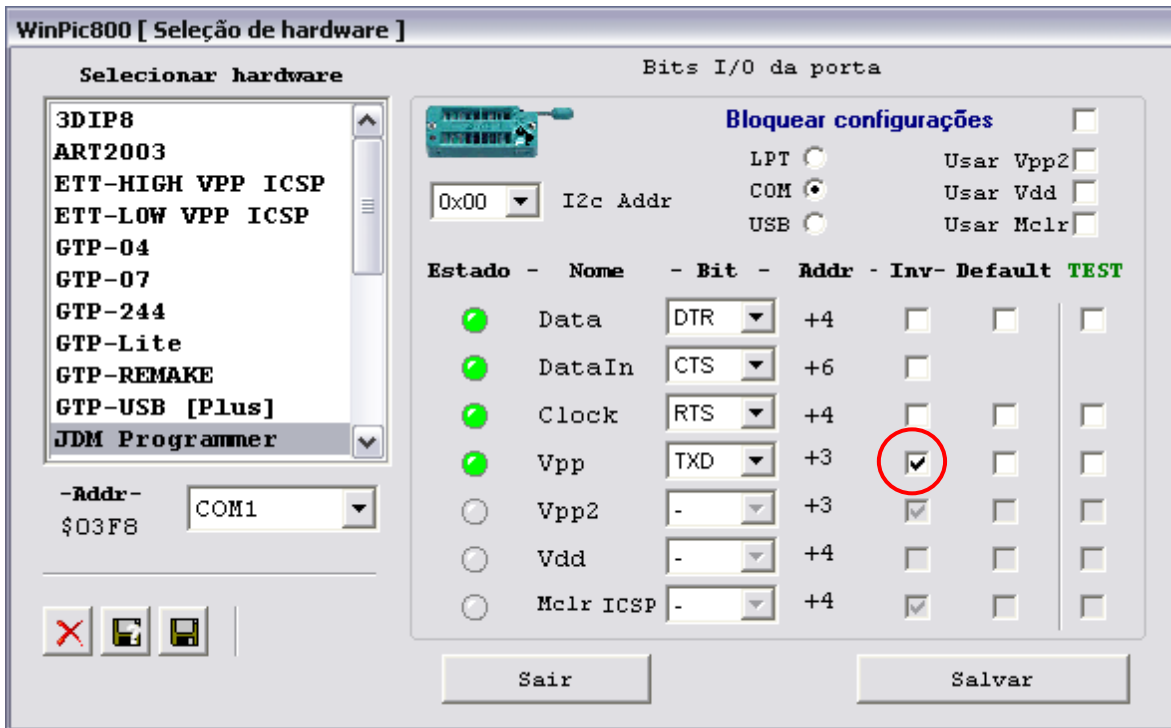 WinPic800 [ Seleção de hardware ]
Selecionar hardware
3DIP8
ART2003
ETT-HIGH VPP ICSP
ETT-LOW VPP ICSP
GTP-04
GTP-07
GTP-244
GTP-Lite
GTP-REMAKE
GTP-USB [Plus]
JDM Programmer
-Addr-
$03F8
COM1
Bits I/O da porta
Bloquear configurações
0x00 I2c Addr
LPT Usar Vpp2
COM Usar Vdd
USB Usar Mclr
Estado - Nome - Bit - Addr - Inv- Default TEST
Data DTR +4
DataIn CTS +6
Clock RTS +4
Vpp TXD +3
Vpp2 - +3
Vdd - +4
Mclr ICSP - +4
Sair Salvar